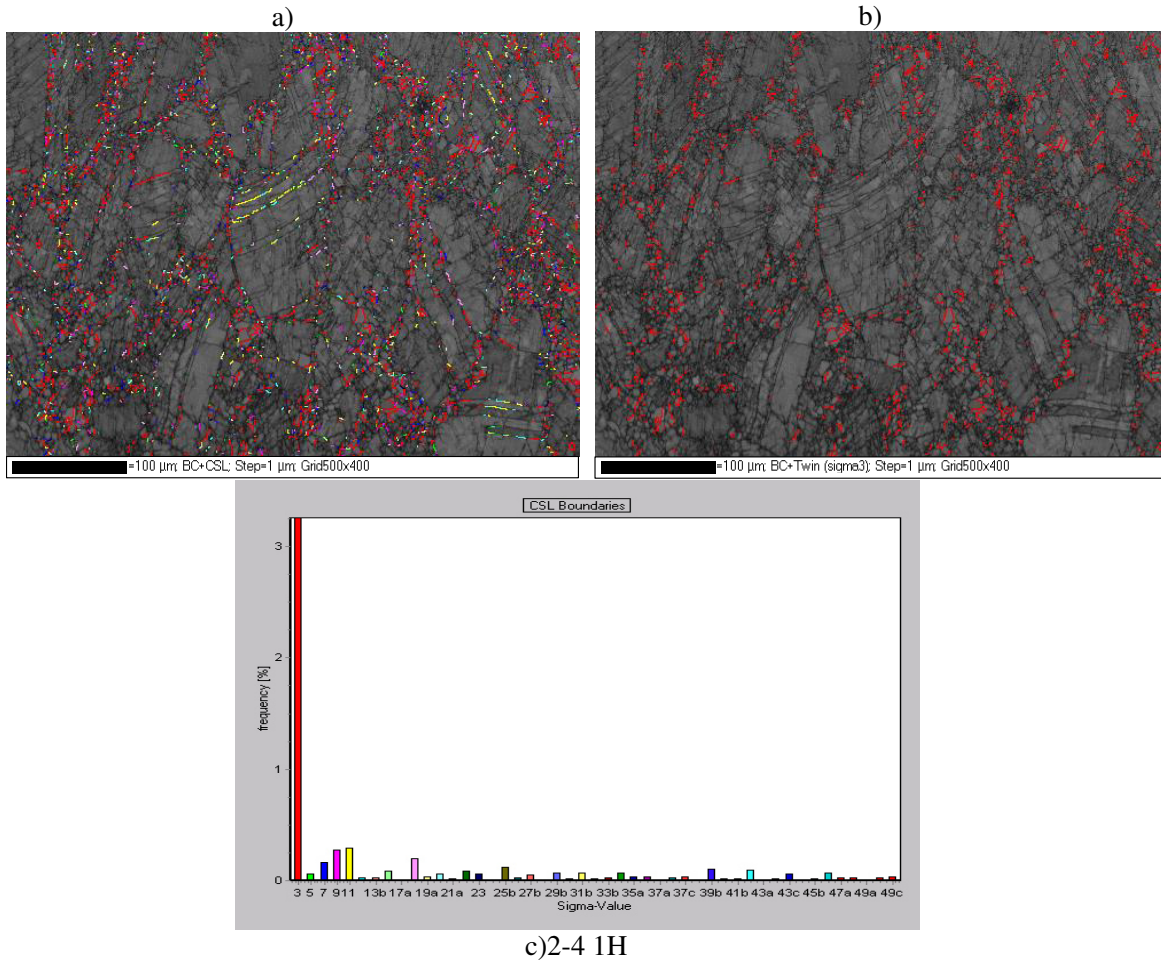 a)
b)
=100 µm; BC+CSL; Step=1 µm; Grid500x400
=100 µm; BC+Twin (sigma3); Step=1 µm; Grid500x400
CSL Boundaries
3
2
1
0
frequency [%]
3 5 7 9 11 13b 17a 19a 21a 23 25b 27b 29b 31b 33b 35a 37a 37c 39b 41b 43a 43c 45b 47a 49a 49c
Sigma-Value
c)2-4 1H